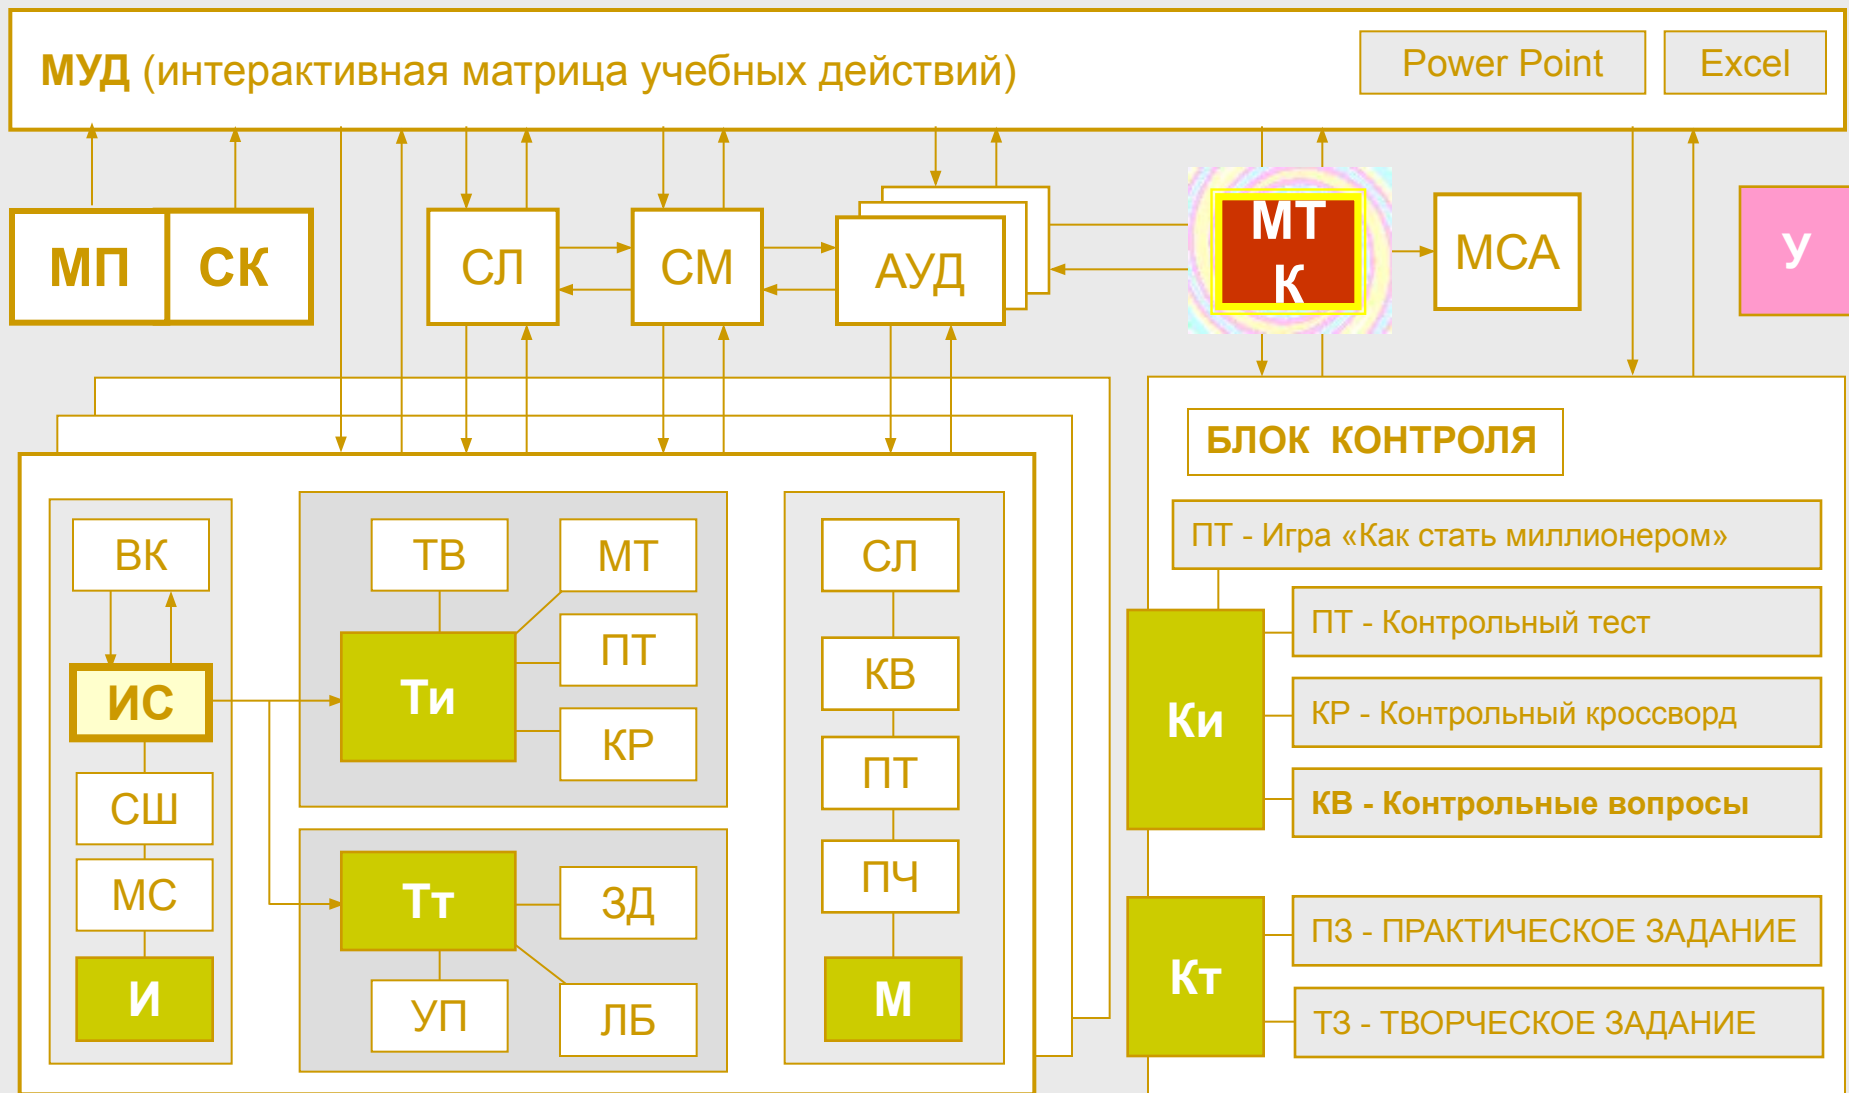 МУД (интерактивная матрица учебных действий)
Power Point
Excel
МП
СК
СЛ
СМ
АУД
МТ
К
МСА
У
БЛОК КОНТРОЛЯ
ВК
ИС
СШ
МС
И
ТВ
МТ
ПТ
КР
Ти
Тт
ЗД
УП
ЛБ
СЛ
КВ
ПТ
ПЧ
М
ПТ - Игра «Как стать миллионером»
Ки
ПТ - Контрольный тест
КР - Контрольный кроссворд
КВ - Контрольные вопросы
Кт
ПЗ - ПРАКТИЧЕСКОЕ ЗАДАНИЕ
ТЗ - ТВОРЧЕСКОЕ ЗАДАНИЕ